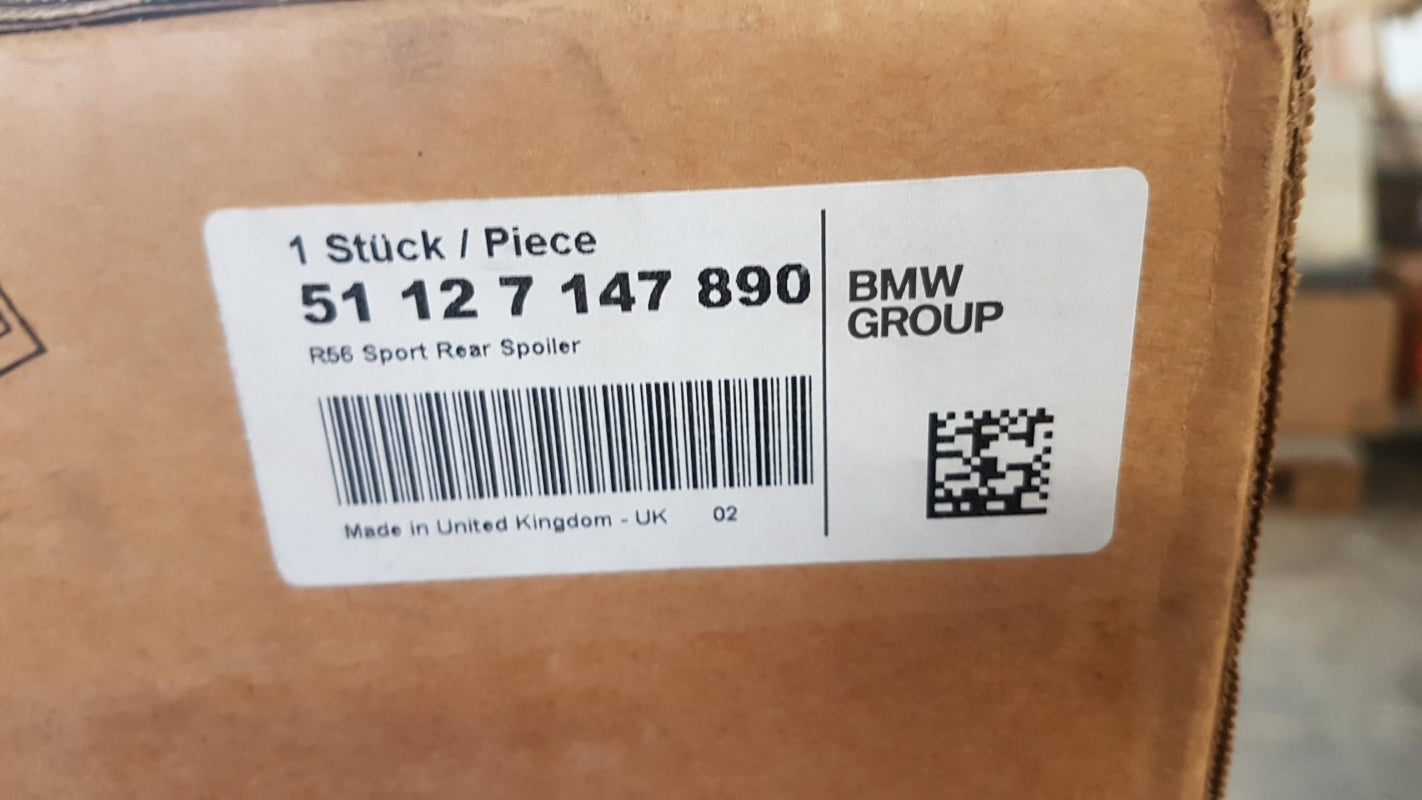 1 Stück / Piece
51 12 7 147 890
R56 Sport Rear Spoiler
Made in United Kingdom - UK 02
BMW
GROUP